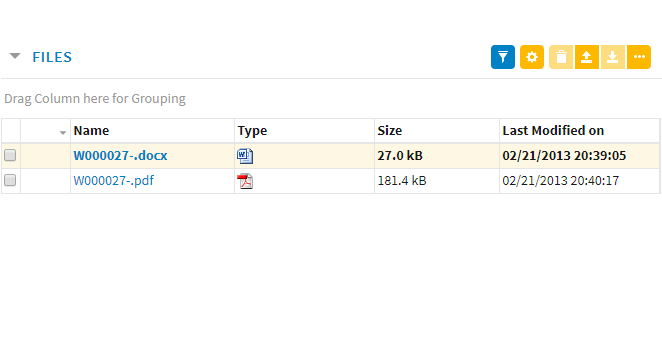 FILES
Drag Column here for Grouping
Name Type Size Last Modified on
W000027-.docx 27.0 kB 02/21/2013 20:39:05
W000027-.pdf 181.4 kB 02/21/2013 20:40:17